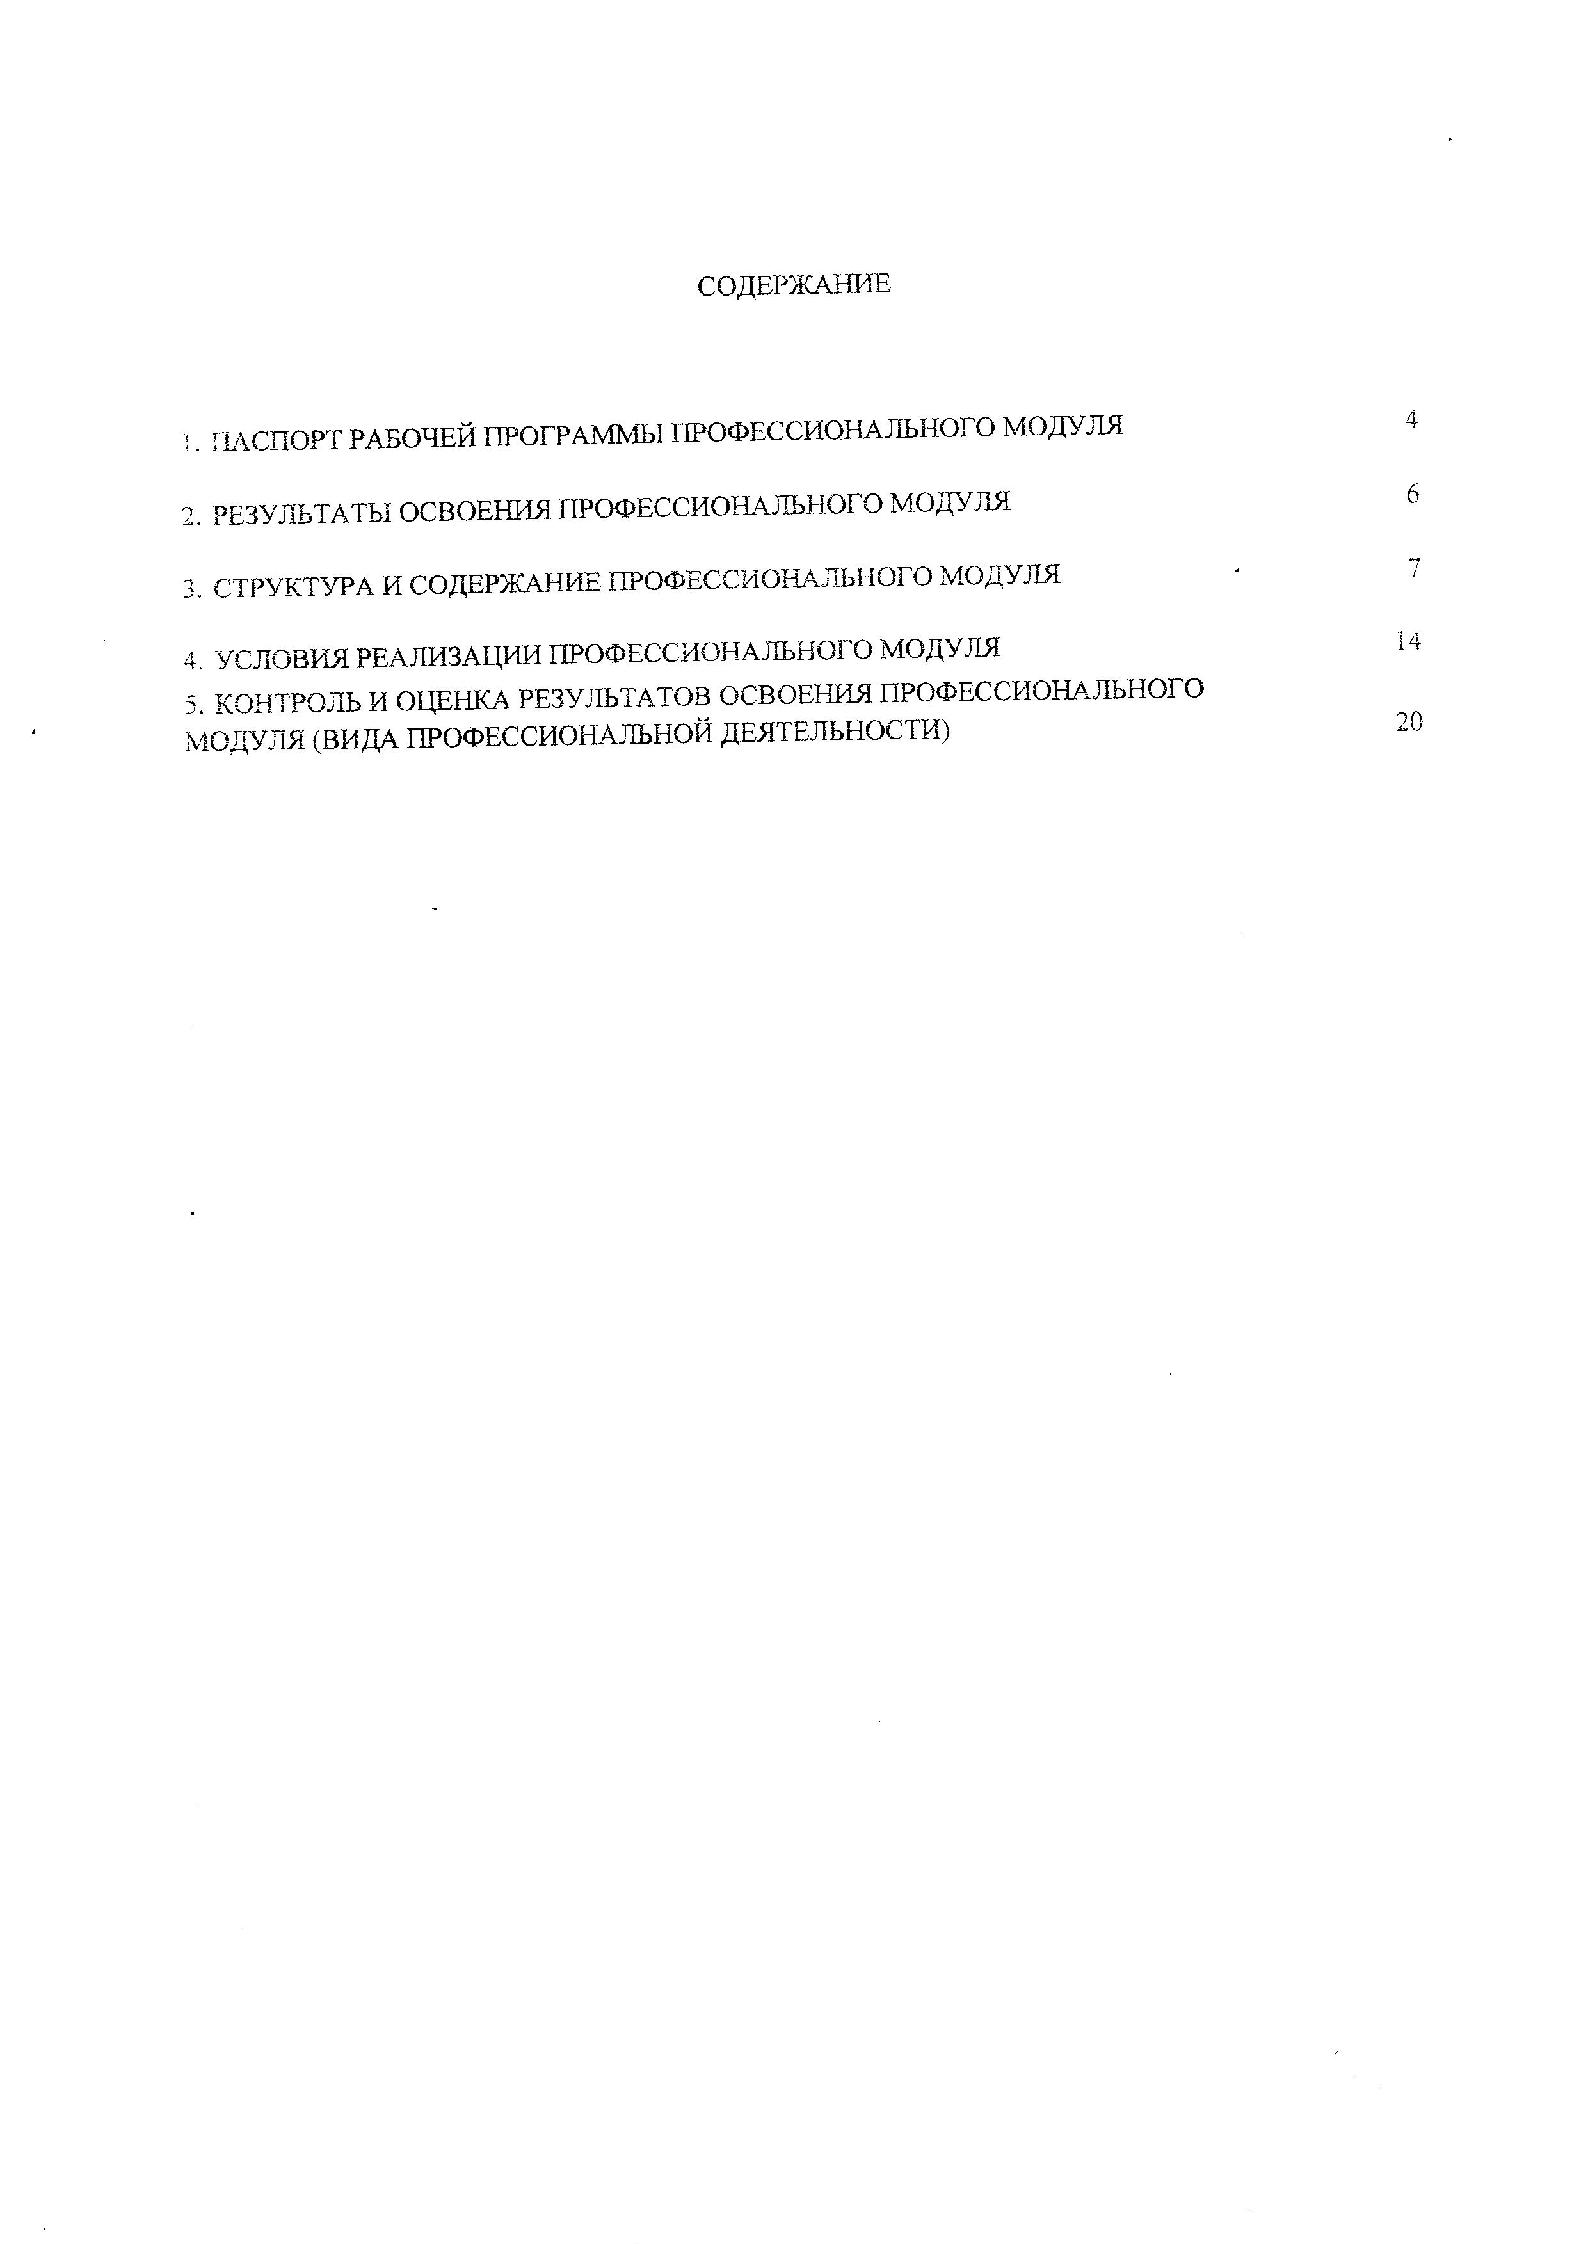 СОДЕРЖАНИЕ
1. ПАСПОРТ РАБОЧЕЙ ПРОГРАММЫ ПРОФЕССИОНАЛЬНОГО МОДУЛЯ 4
2. РЕЗУЛЬТАТЫ ОСВОЕНИЯ ПРОФЕССИОНАЛЬНОГО МОДУЛЯ 6
3. СТРУКТУРА И СОДЕРЖАНИЕ ПРОФЕССИОНАЛЬНОГО МОДУЛЯ 7
4. УСЛОВИЯ РЕАЛИЗАЦИИ ПРОФЕССИОНАЛЬНОГО МОДУЛЯ 14
5. КОНТРОЛЬ И ОЦЕНКА РЕЗУЛЬТАТОВ ОСВОЕНИЯ ПРОФЕССИОНАЛЬНОГО
МОДУЛЯ (ВИДА ПРОФЕССИОНАЛЬНОЙ ДЕЯТЕЛЬНОСТИ) 20